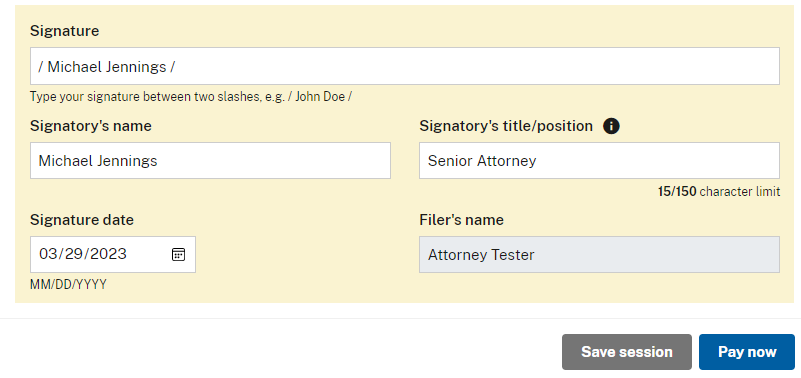 Signature
/ Michael Jennings /
Type your signature between two slashes, e.g. / John Doe /
Signatory's name
Signatory's title/position
Michael Jennings
Senior Attorney
15/150 character limit
Signature date
Filer's name
03/29/2023
Attorney Tester
MM/DD/YYYY
Save session
Pay now